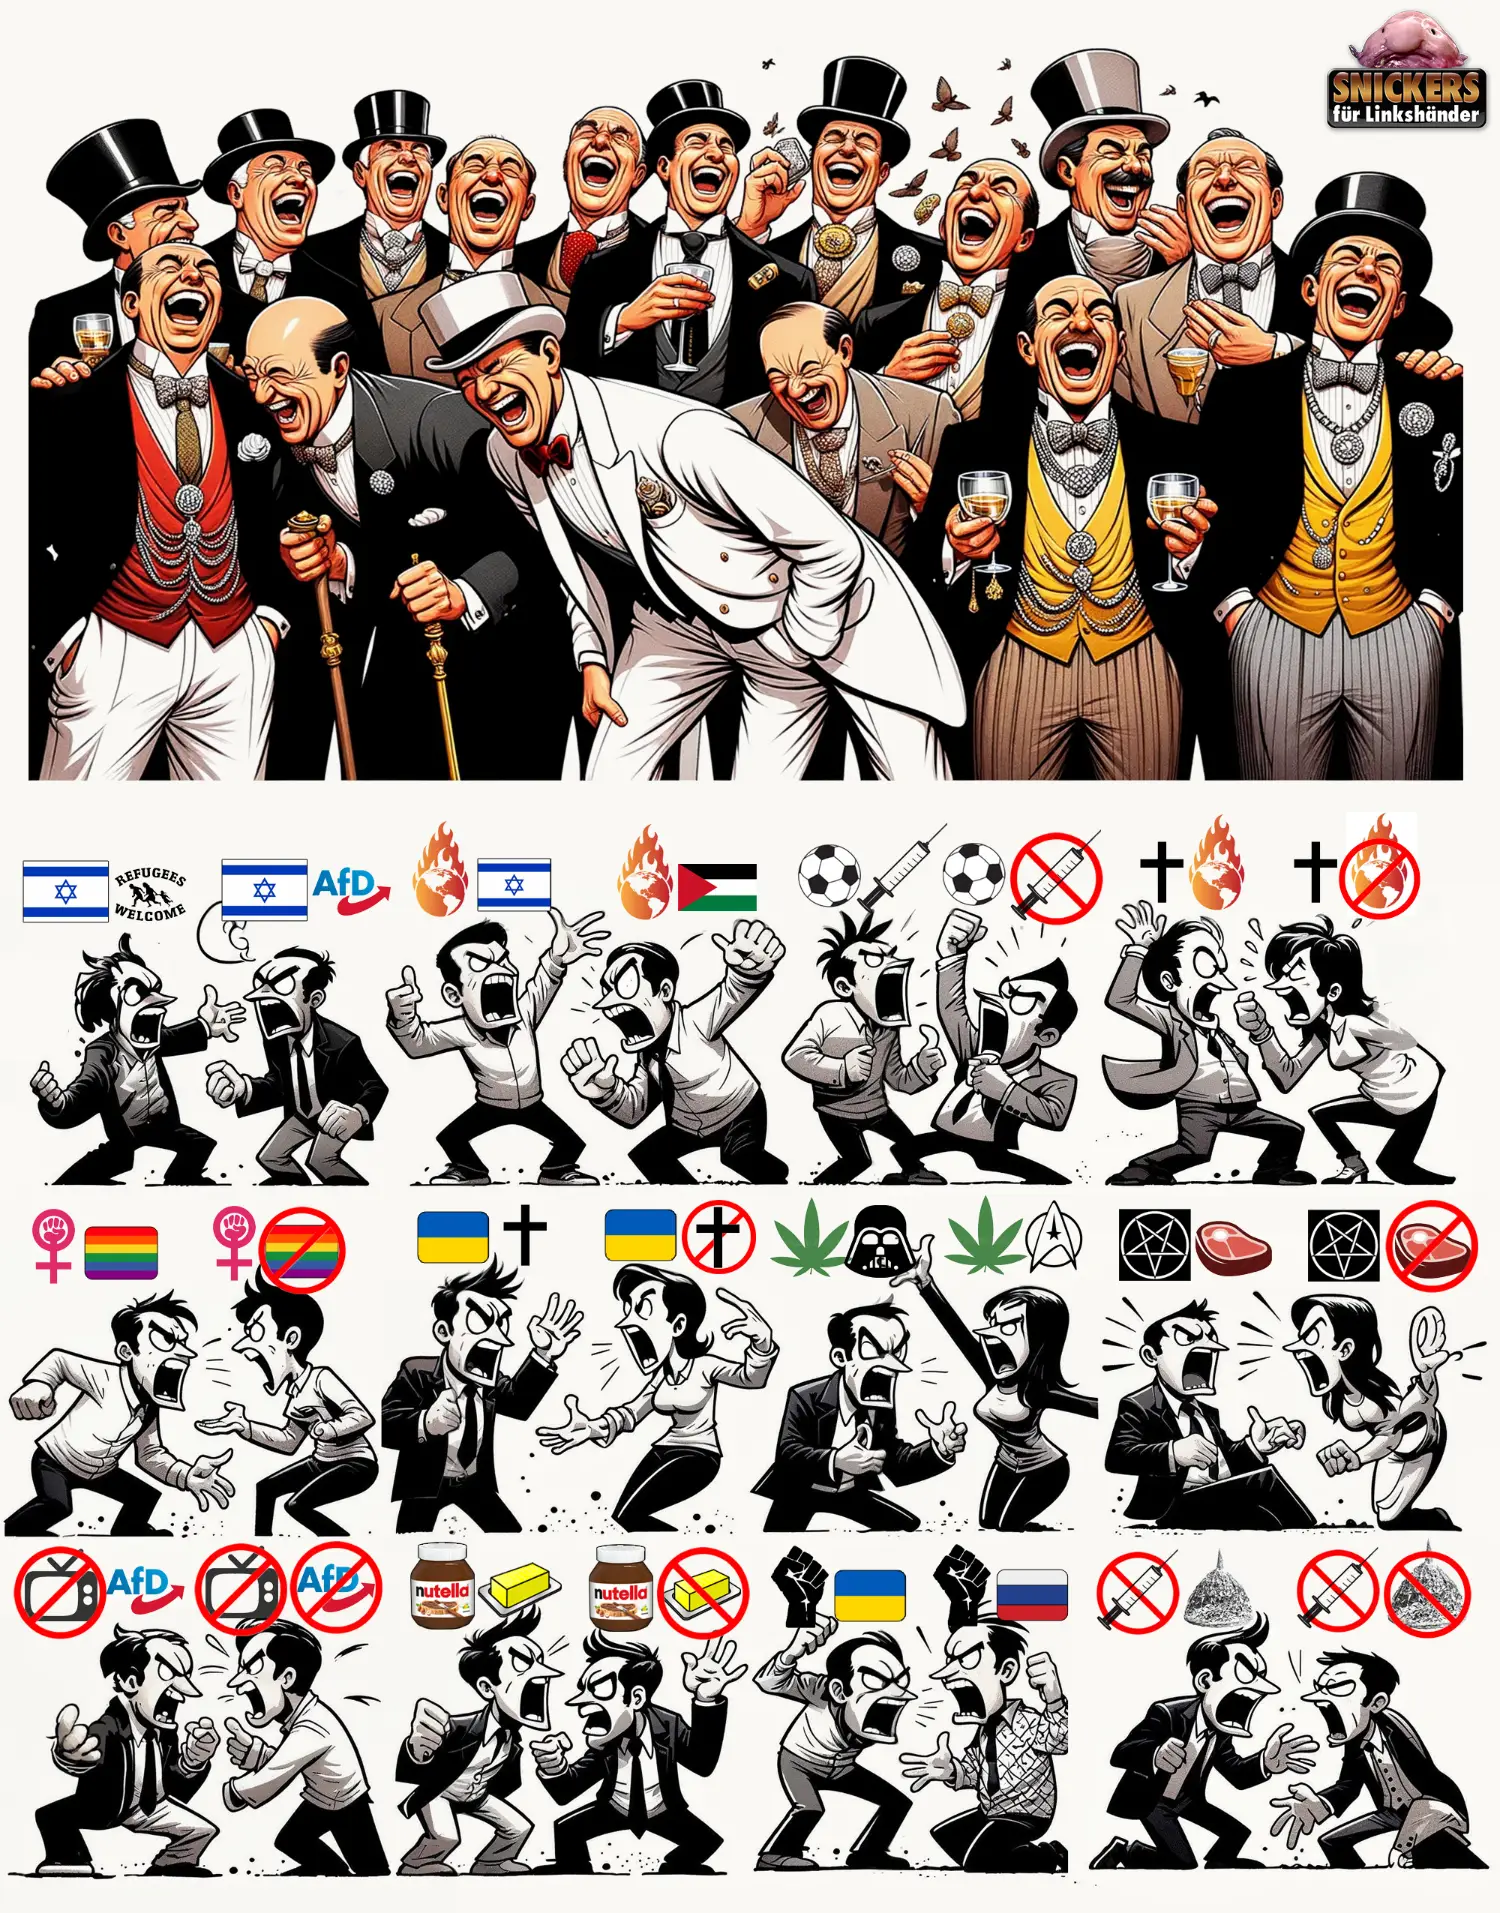 SNICKERS
für Linkshänder
REFUGEES
WELCOME
AfD
AfD
AfD
nutella
nutella